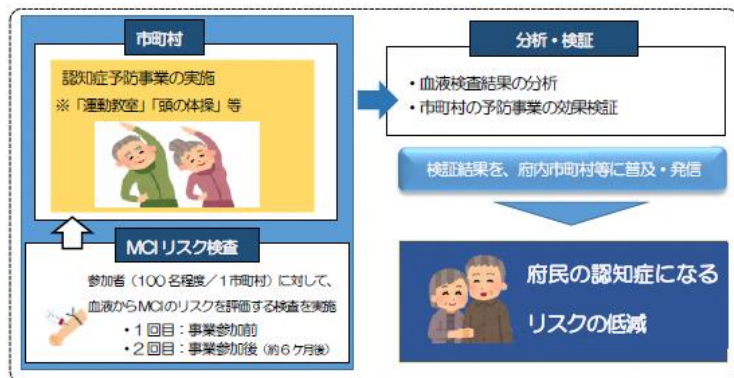 市町村
認知症予防事業の実施
※「運動教室」「頭の体操」等
MCIリスク検査
参加者（100名程度／1市町村）に対して、
血液からMCIのリスクを評価する検査を実施
・1回目：事業参加前
・2回目：事業参加後（約6ケ月後）
分析・検証
・血液検査結果の分析
・市町村の予防事業の効果検証
検証結果を、府内市町村等に普及・発信
府民の認知症になる
リスクの低減